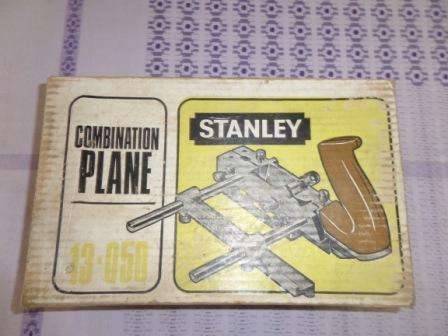 COMBINATION
PLANE
13-050
STANLEY